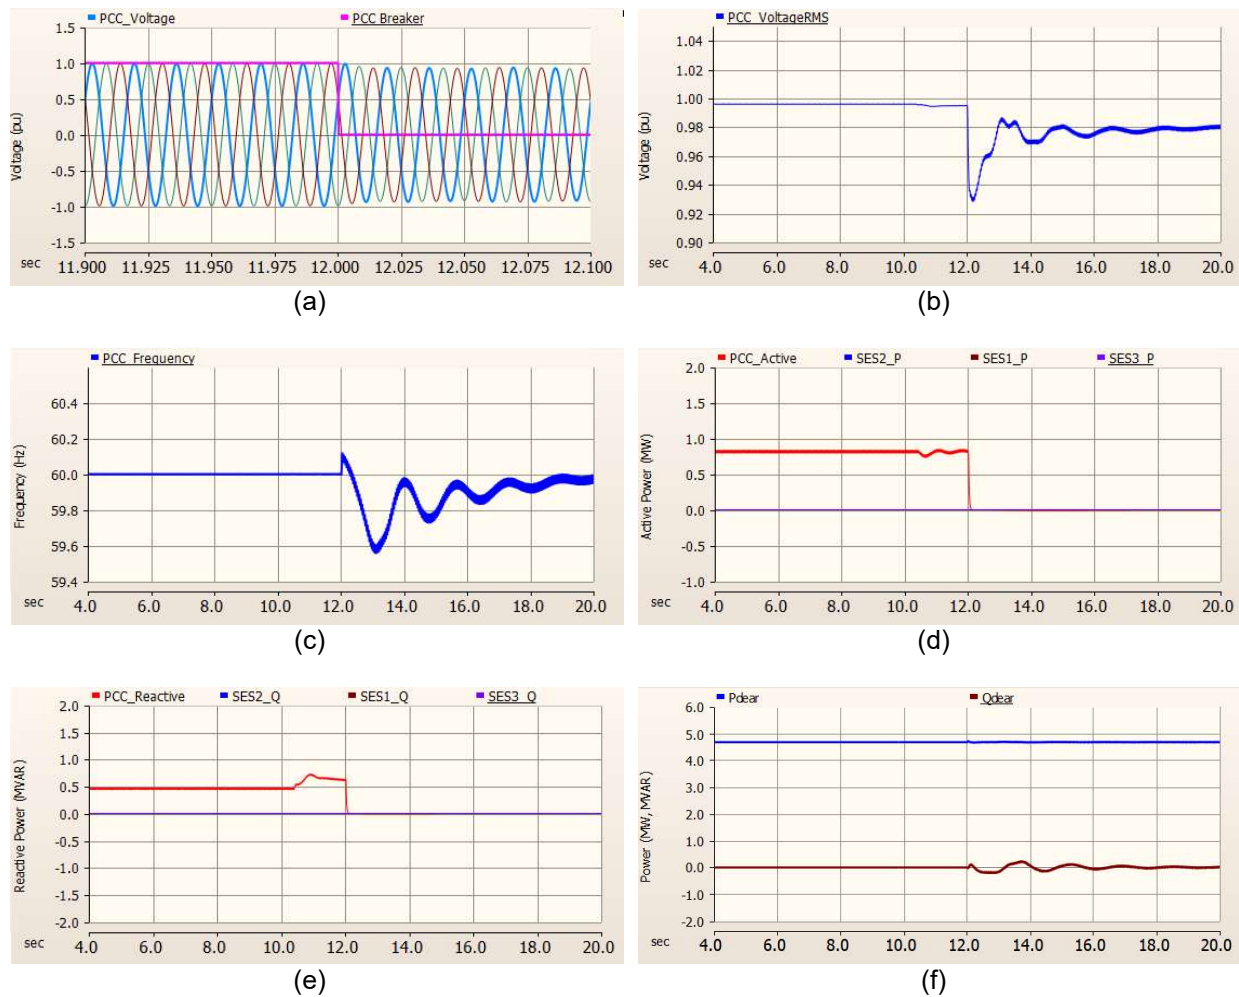 PCC_Voltage PCC Breaker
1.5
1.0
0.5
0.0
-0.5
-1.0
-1.5
Voltage (pu)
sec 11.900 11.925 11.950 11.975 12.000 12.025 12.050 12.075 12.100
(a)
PCC_VoltageRMS
1.04
1.02
1.00
0.98
0.96
0.94
0.92
0.90
Voltage (pu)
sec 4.0 6.0 8.0 10.0 12.0 14.0 16.0 18.0 20.0
(b)
PCC_Frequency
60.4
60.2
60.0
59.8
59.6
59.4
Frequency (Hz)
sec 4.0 6.0 8.0 10.0 12.0 14.0 16.0 18.0 20.0
(c)
PCC_Active SES2_P SES1_P SES3_P
2.0
1.5
1.0
0.5
0.0
-0.5
-1.0
Active Power (MW)
sec 4.0 6.0 8.0 10.0 12.0 14.0 16.0 18.0 20.0
(d)
PCC_Reactive SES2_Q SES1_Q SES3_Q
2.0
1.5
1.0
0.5
0.0
-0.5
-1.0
-1.5
-2.0
Reactive Power (MVAR)
sec 4.0 6.0 8.0 10.0 12.0 14.0 16.0 18.0 20.0
(e)
Pdear Qdear
6.0
5.0
4.0
3.0
2.0
1.0
0.0
-1.0
-2.0
Power (MW, MVAR)
sec 4.0 6.0 8.0 10.0 12.0 14.0 16.0 18.0 20.0
(f)